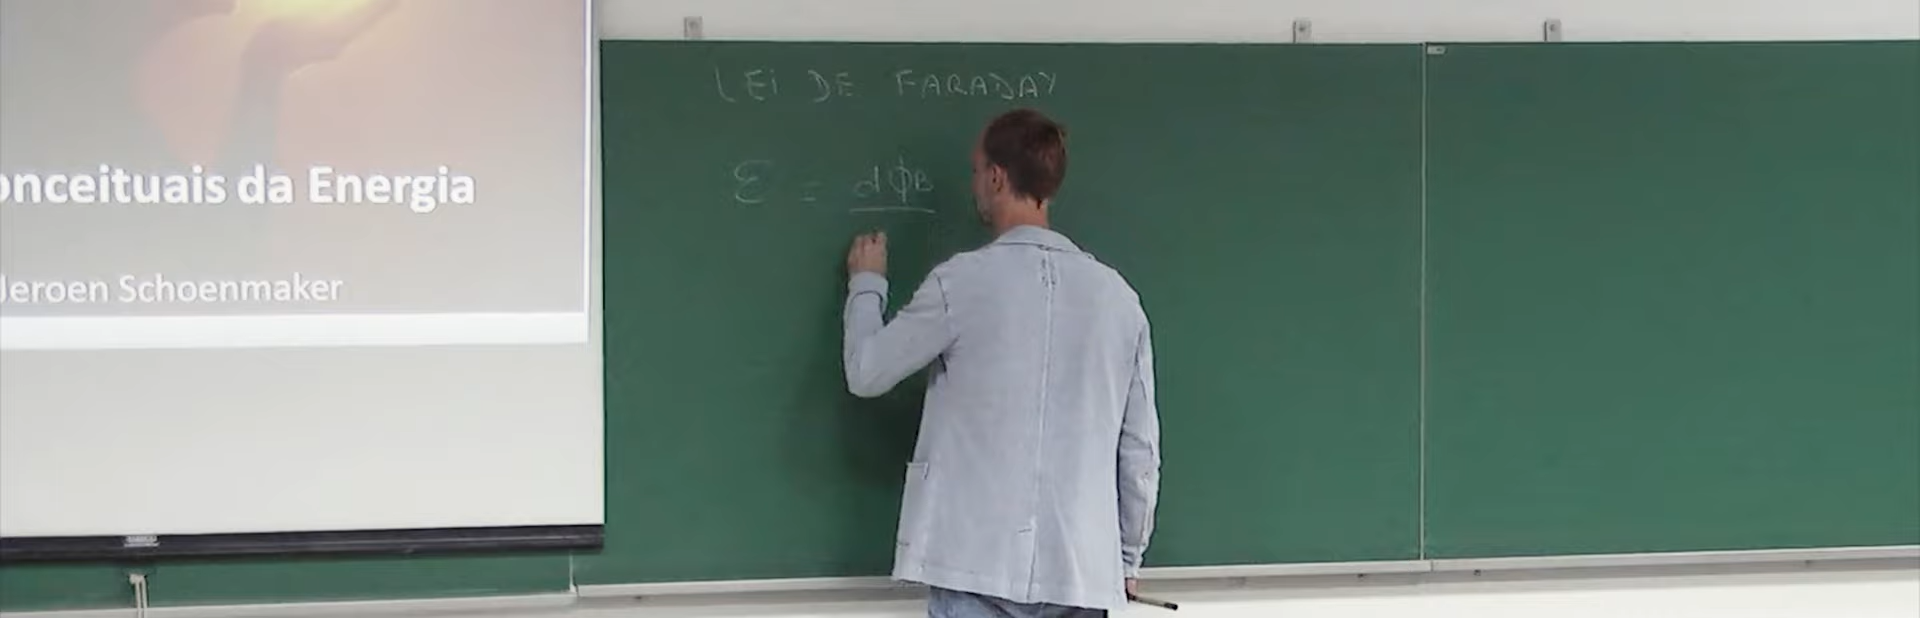 onceituais da Energia
Jeroen Schoenmaker
LEI DE FARADAY
Ɛ = dΦB